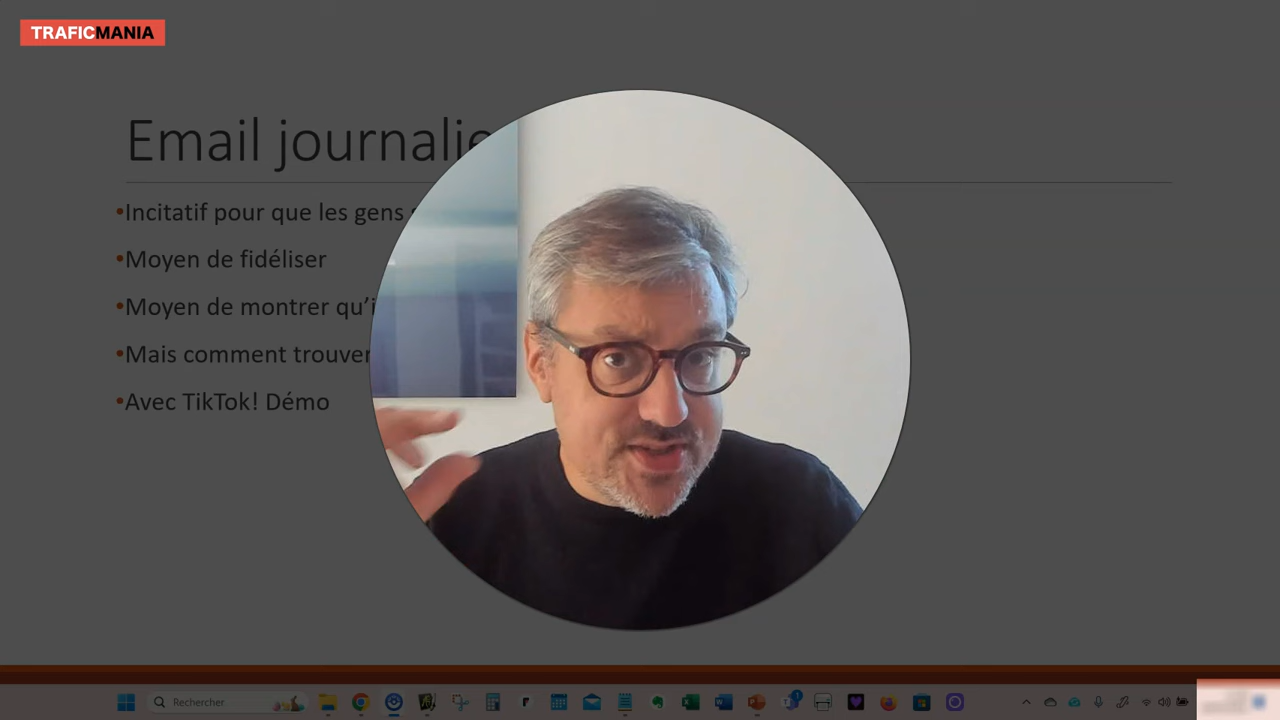 TRAFICMANIA
Email journalie
•Incitatif pour que les gens
•Moyen de fidéliser
•Moyen de montrer qu'i
•Mais comment trouver
•Avec TikTok! Démo
Rechercher